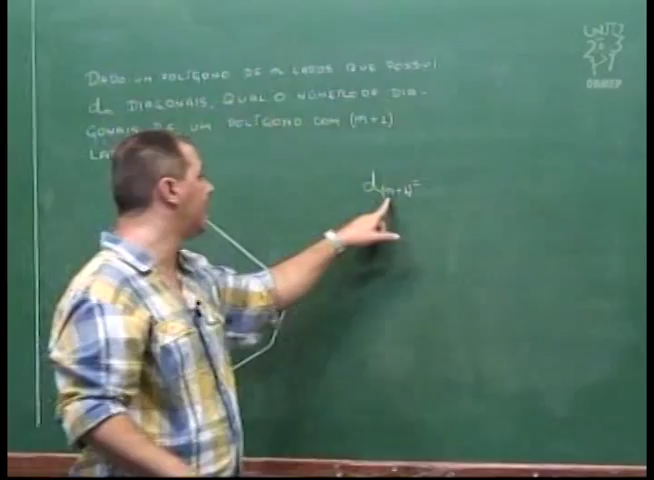 DADO UM POLÍGONO DE n LADOS QUE POSSUI
dn DIAGONAIS, QUAL O NÚMERO DE DIA-
GONAIS DE UM POLÍGONO COM (n+1)
d(n+1)=
OBMEP